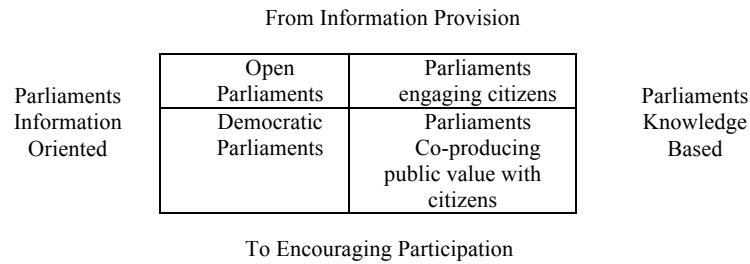 From Information Provision
Parliaments
Information
Oriented
Open
Parliaments
Parliaments
engaging citizens
Democratic
Parliaments
Parliaments
Co-producing
public value with
citizens
Parliaments
Knowledge
Based
To Encouraging Participation